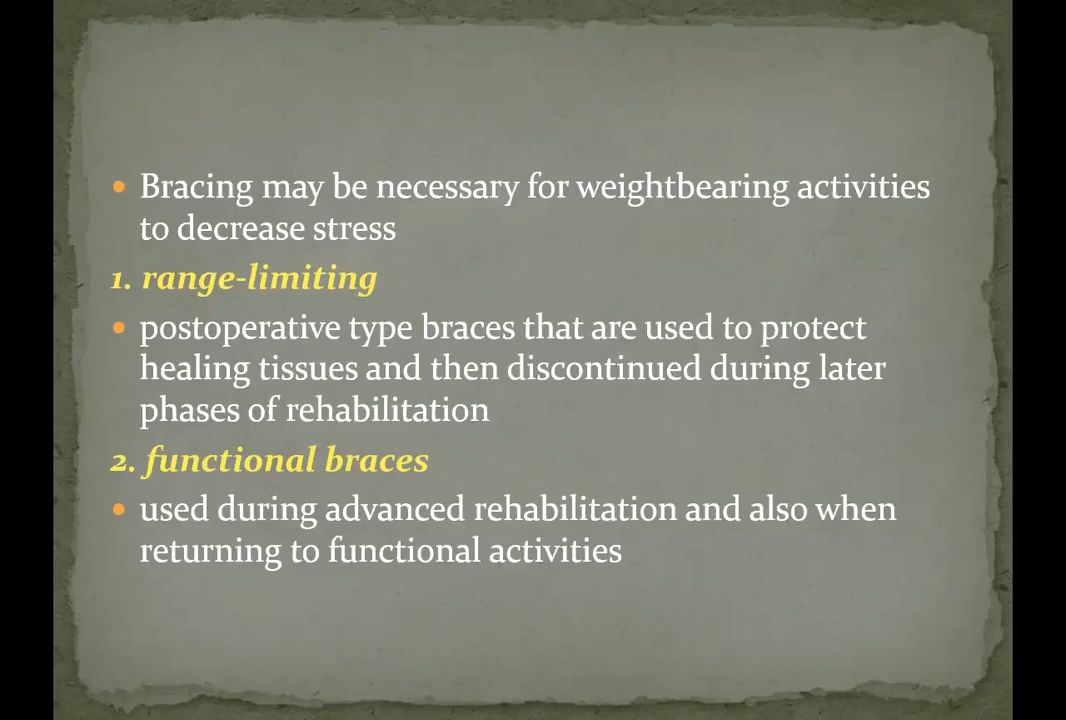 • Bracing may be necessary for weightbearing activities
to decrease stress
1. range-limiting
• postoperative type braces that are used to protect
healing tissues and then discontinued during later
phases of rehabilitation
2. functional braces
• used during advanced rehabilitation and also when
returning to functional activities